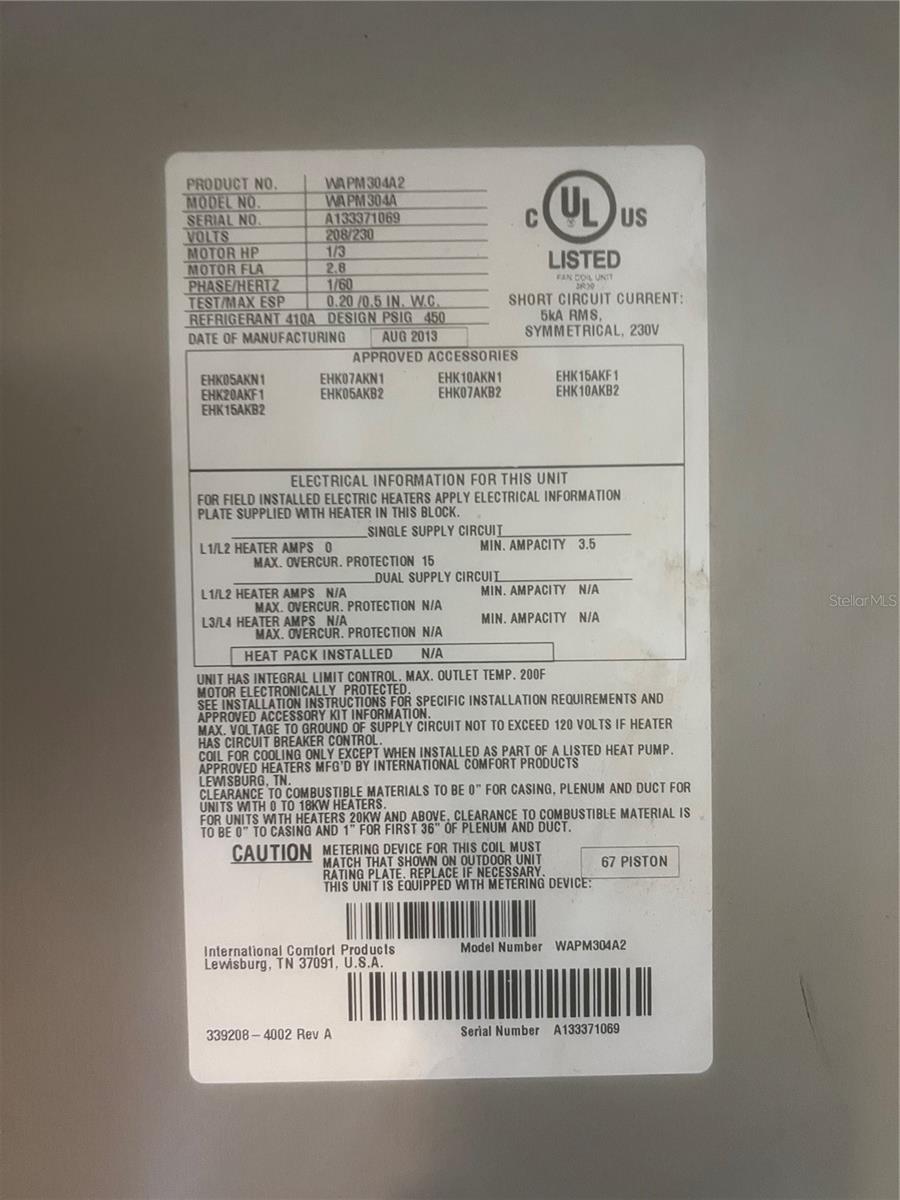 PRODUCT NO. WAPM304A2
MODEL NO. WAPM304A
SERIAL NO. A133371069
VOLTS 208/230
MOTOR HP 1/3
MOTOR FLA 2.8
PHASE/HERTZ 1/60
TEST/MAX ESP 0.20 /0.5 IN. W.C.
REFRIGERANT 410A DESIGN PSIG 450
DATE OF MANUFACTURING AUG 2013
C UL US
LISTED
FAN COIL UNIT
SHORT CIRCUIT CURRENT:
5kA RMS,
SYMMETRICAL, 230V
APPROVED ACCESSORIES
EHK05AKN1 EHK07AKN1 EHK10AKN1 EHK15AKF1
EHK20AKF1 EHK05AKB2 EHK07AKB2 EHK10AKB2
EHK15AKB2
ELECTRICAL INFORMATION FOR THIS UNIT
FOR FIELD INSTALLED ELECTRIC HEATERS APPLY ELECTRICAL INFORMATION
PLATE SUPPLIED WITH HEATER IN THIS BLOCK.
SINGLE SUPPLY CIRCUIT
L1/L2 HEATER AMPS 0 MIN. AMPACITY 3.5
MAX. OVERCUR. PROTECTION 15
DUAL SUPPLY CIRCUIT
L1/L2 HEATER AMPS N/A MIN. AMPACITY N/A
MAX. OVERCUR. PROTECTION N/A
L3/L4 HEATER AMPS N/A MIN. AMPACITY N/A
MAX. OVERCUR. PROTECTION N/A
HEAT PACK INSTALLED N/A
UNIT HAS INTEGRAL LIMIT CONTROL. MAX. OUTLET TEMP. 200F
MOTOR ELECTRONICALLY PROTECTED.
SEE INSTALLATION INSTRUCTIONS FOR SPECIFIC INSTALLATION REQUIREMENTS AND
APPROVED ACCESSORY KIT INFORMATION.
MAX. VOLTAGE TO GROUND OF SUPPLY CIRCUIT NOT TO EXCEED 120 VOLTS IF HEATER
HAS CIRCUIT BREAKER CONTROL.
COIL FOR COOLING ONLY EXCEPT WHEN INSTALLED AS PART OF A LISTED HEAT PUMP.
APPROVED HEATERS MFG'D BY INTERNATIONAL COMFORT PRODUCTS
LEWISBURG, TN.
CLEARANCE TO COMBUSTIBLE MATERIALS TO BE 0" FOR CASING, PLENUM AND DUCT FOR
UNITS WITH 0 TO 18KW HEATERS.
FOR UNITS WITH HEATERS 20KW AND ABOVE, CLEARANCE TO COMBUSTIBLE MATERIAL IS
TO BE 0" TO CASING AND 1" FOR FIRST 36" OF PLENUM AND DUCT.
CAUTION METERING DEVICE FOR THIS COIL MUST
MATCH THAT SHOWN ON OUTDOOR UNIT
RATING PLATE. REPLACE IF NECESSARY.
THIS UNIT IS EQUIPPED WITH METERING DEVICE:
67 PISTON
International Comfort Products
Lewisburg, TN 37091, U.S.A.
Model Number WAPM304A2
339208-4002 Rev A
Serial Number A133371069
StellarMLS